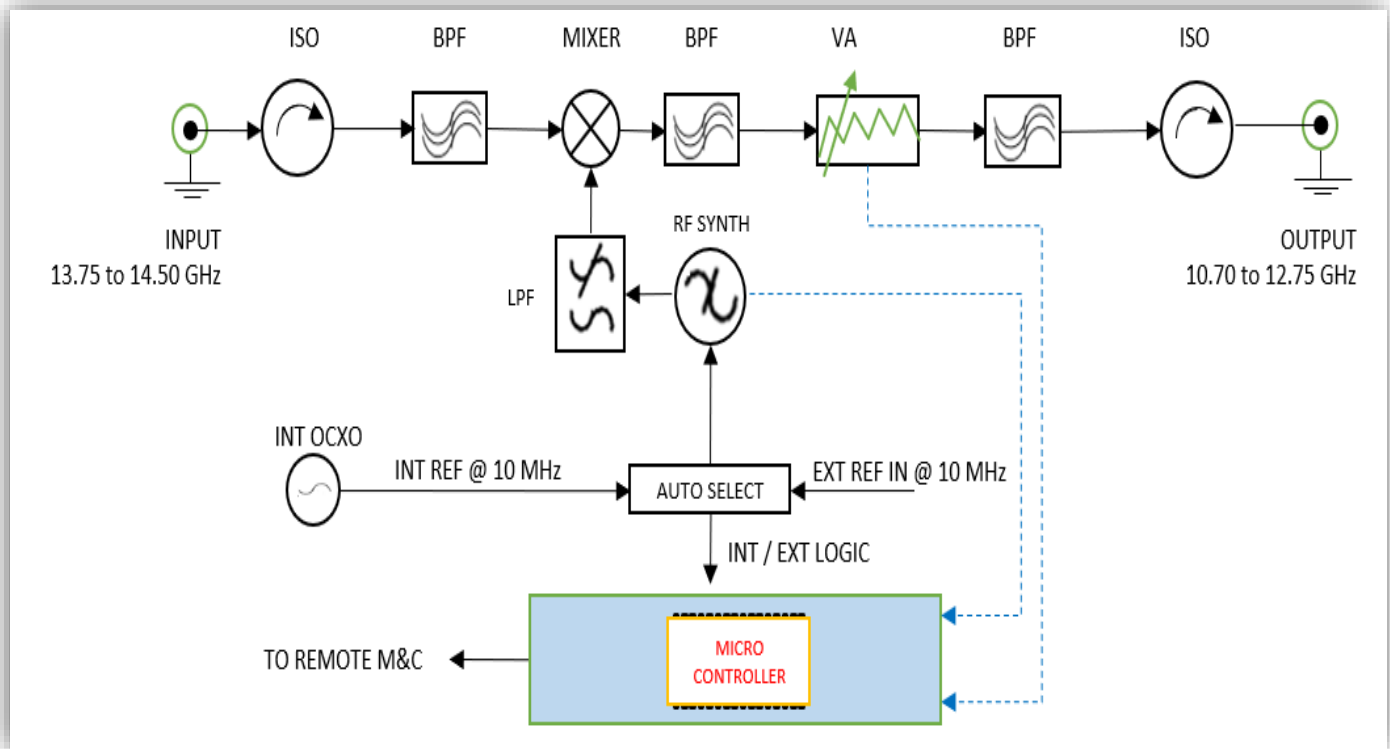 ISO
BPF
MIXER
BPF
VA
BPF
ISO
INPUT
13.75 to 14.50 GHz
OUTPUT
10.70 to 12.75 GHz
RF SYNTH
LPF
INT OCXO
INT REF @ 10 MHz
AUTO SELECT
EXT REF IN @ 10 MHz
INT / EXT LOGIC
TO REMOTE M&C
MICRO
CONTROLLER